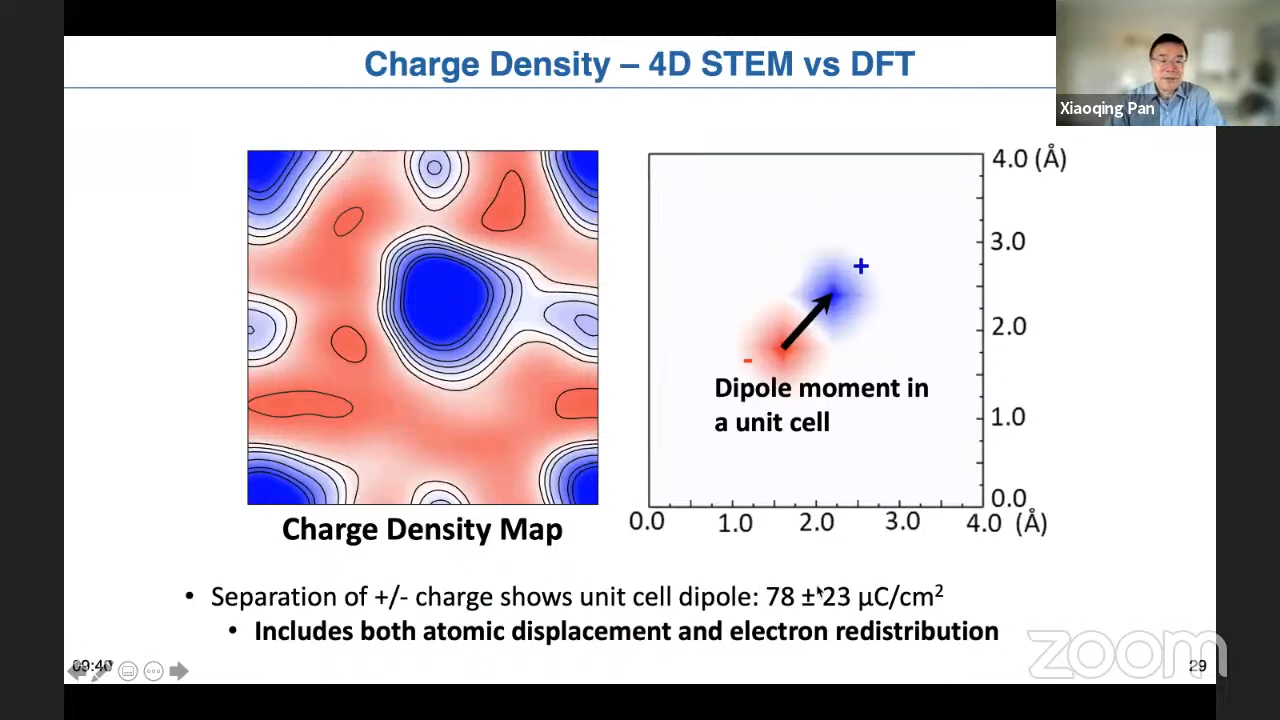 Charge Density – 4D STEM vs DFT
Xiaoqing Pan
4.0 (Å)
3.0
2.0
1.0
0.0
+
-
Dipole moment in
a unit cell
0.0 1.0 2.0 3.0 4.0 (Å)
Charge Density Map
• Separation of +/- charge shows unit cell dipole: 78 ± 23 μC/cm²
• Includes both atomic displacement and electron redistribution
09:40
zoom
29